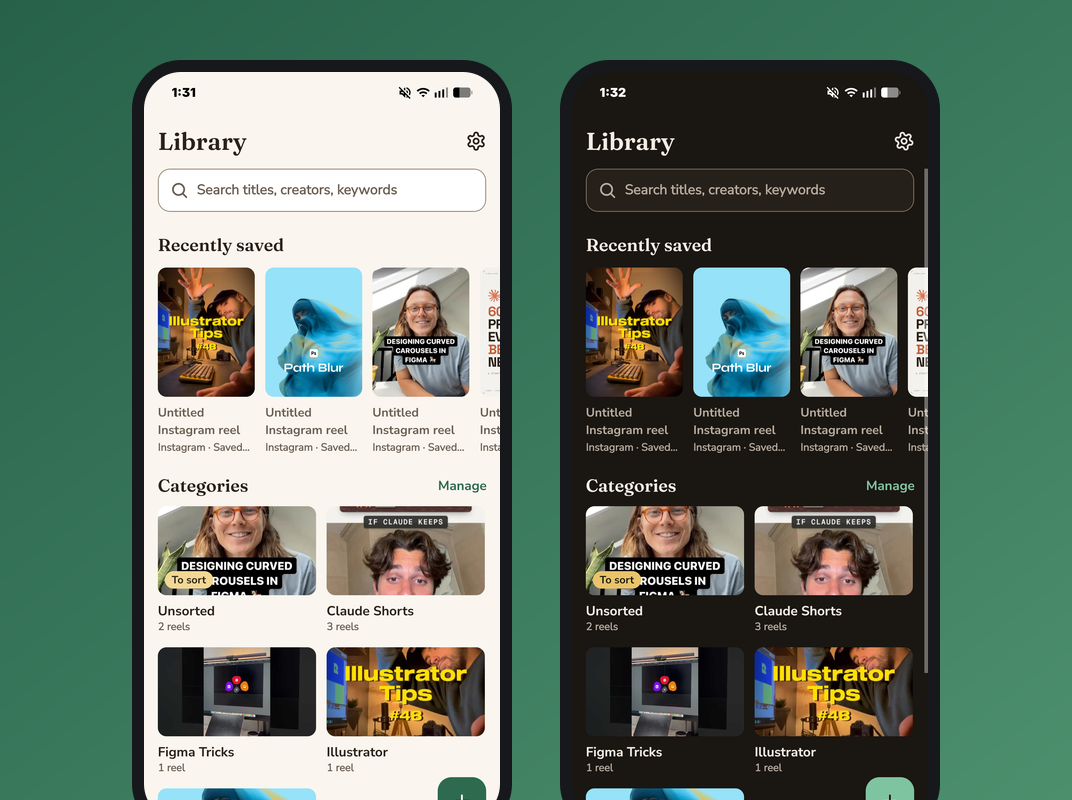 1:31
Library
Search titles, creators, keywords
Recently saved
Illustrator
Tips
#48
Ps
Path Blur
DESIGNING CURVED
CAROUSELS IN
FIGMA
Untitled
Instagram reel
Instagram · Saved...
Untitled
Instagram reel
Instagram · Saved...
Untitled
Instagram reel
Instagram · Saved...
Categories
Manage
DESIGNING CURVED
To sort
IF CLAUDE KEEPS
Unsorted
2 reels
Claude Shorts
3 reels
Illustrator
Tips
#48
Figma Tricks
1 reel
Illustrator
1 reel
1:32
Library
Search titles, creators, keywords
Recently saved
Illustrator
Tips
#48
Ps
Path Blur
DESIGNING CURVED
CAROUSELS IN
FIGMA
Untitled
Instagram reel
Instagram · Saved...
Untitled
Instagram reel
Instagram · Saved...
Untitled
Instagram reel
Instagram · Saved...
Categories
Manage
DESIGNING CURVED
To sort
IF CLAUDE KEEPS
Unsorted
2 reels
Claude Shorts
3 reels
Illustrator
Tips
#48
Figma Tricks
1 reel
Illustrator
1 reel